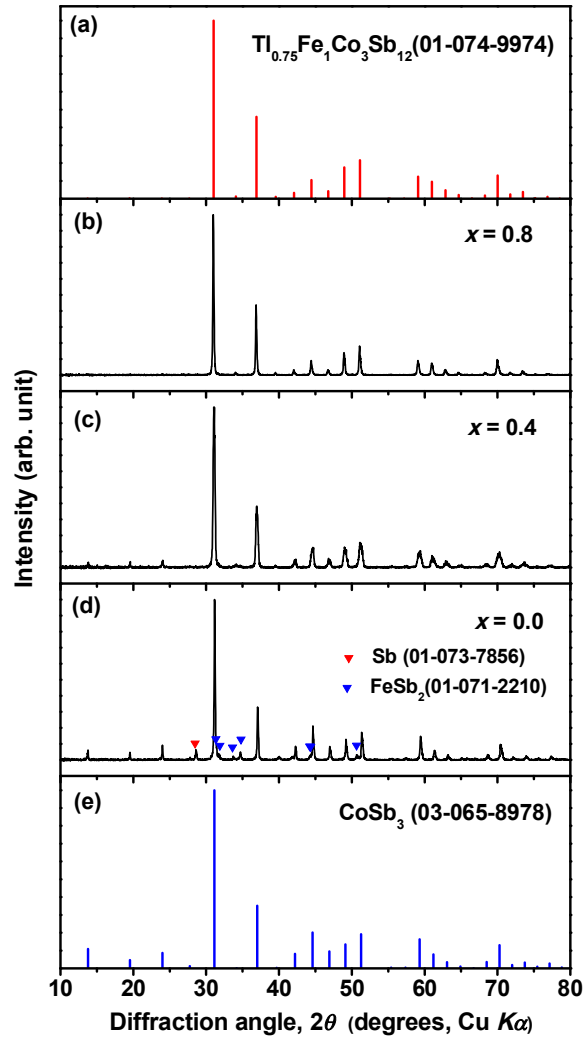 (a)
Tl0.75Fe1Co3Sb12(01-074-9974)
(b)
x = 0.8
(c)
x = 0.4
(d)
x = 0.0
Sb (01-073-7856)
FeSb2(01-071-2210)
(e)
CoSb3 (03-065-8978)
Intensity (arb. unit)
10 20 30 40 50 60 70 80
Diffraction angle, 2θ (degrees, Cu Kα)